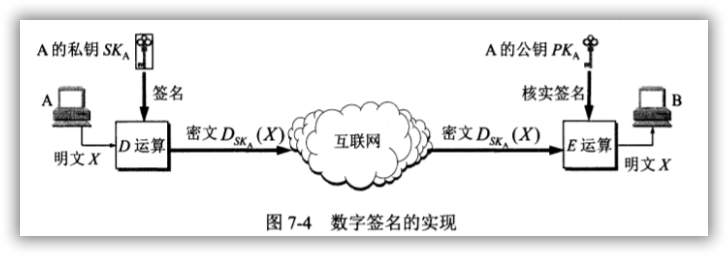 A 的私钥 SK_A
A 的公钥 PK_A
签名
核实签名
A
B
D 运算
密文 D_{SK_A}(X)
互联网
密文 D_{SK_A}(X)
E 运算
明文 X
明文 X
图 7-4 数字签名的实现